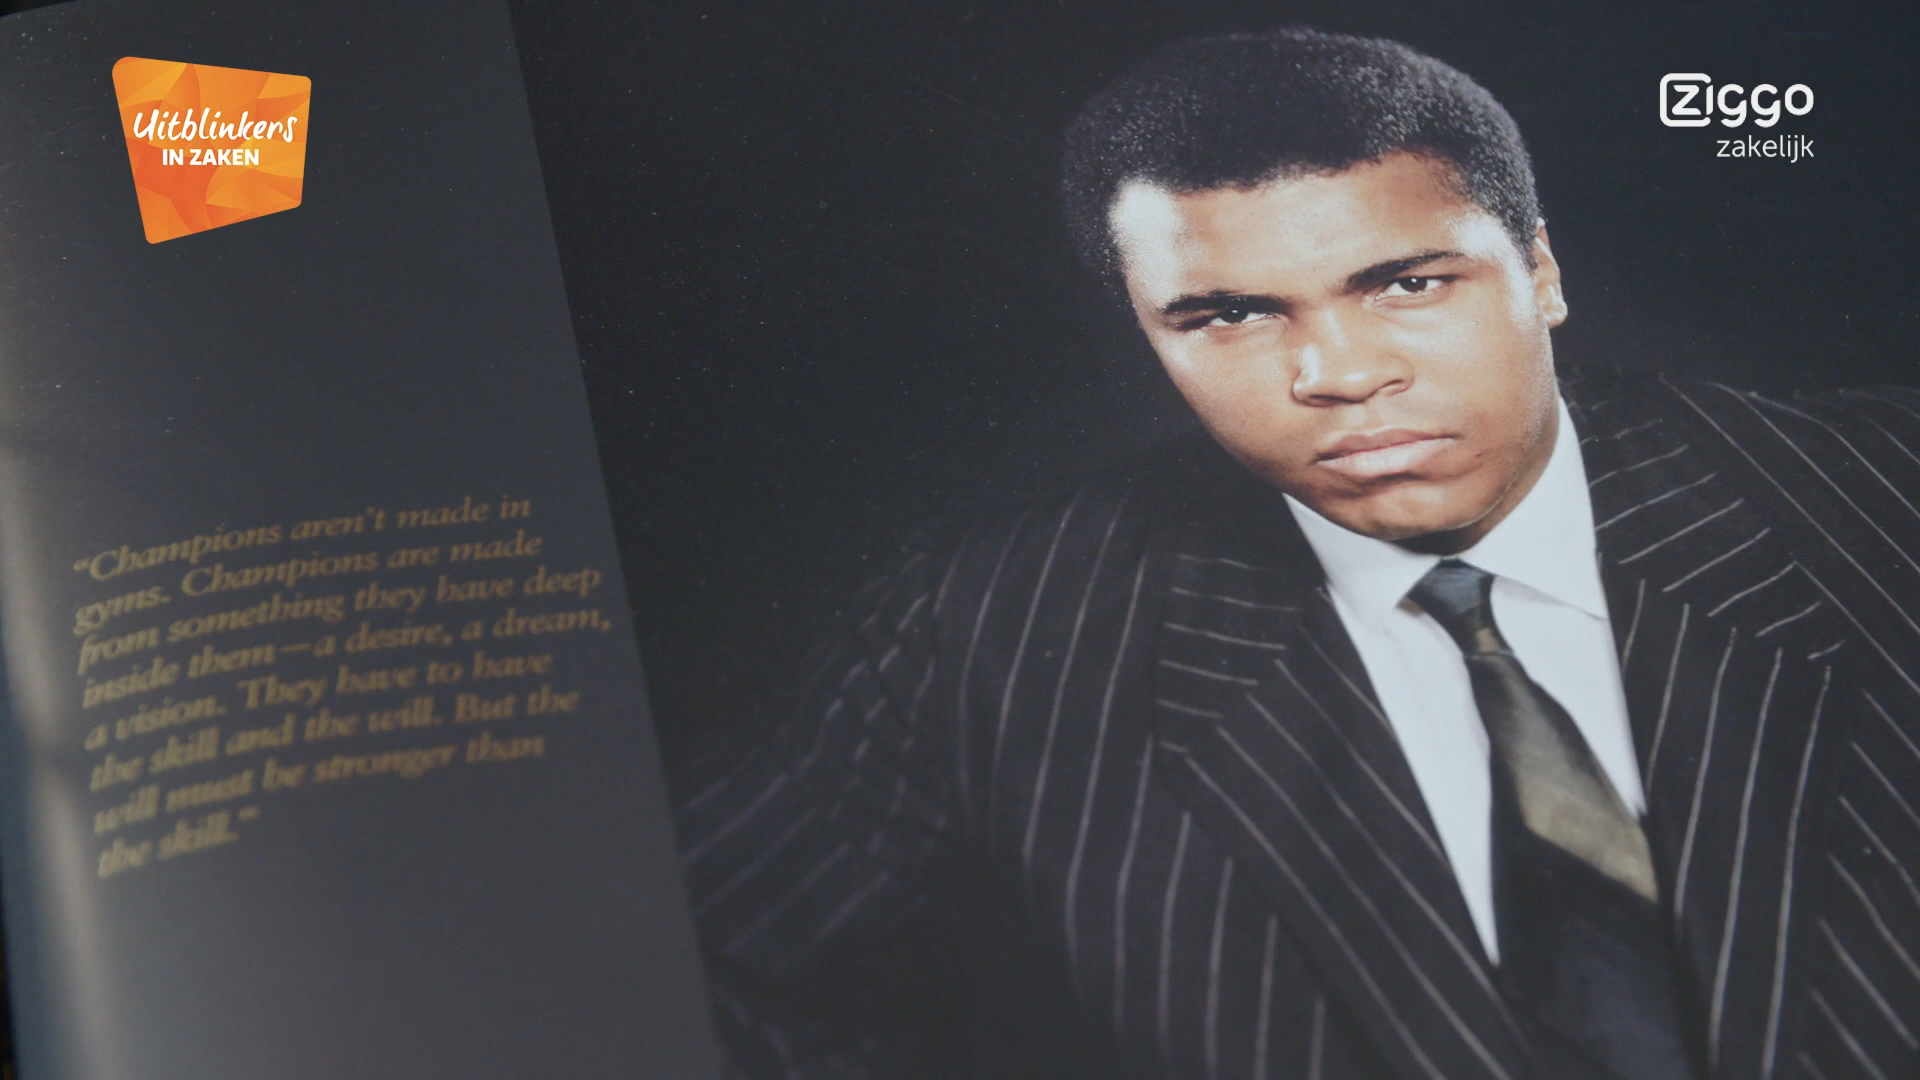 Uitblinkers
IN ZAKEN
Ziggo
zakelijk
“Champions aren’t made in
gyms. Champions are made
from something they have deep
inside them—a desire, a dream,
a vision. They have to have
the skill and the will. But the
will must be stronger than
the skill.”